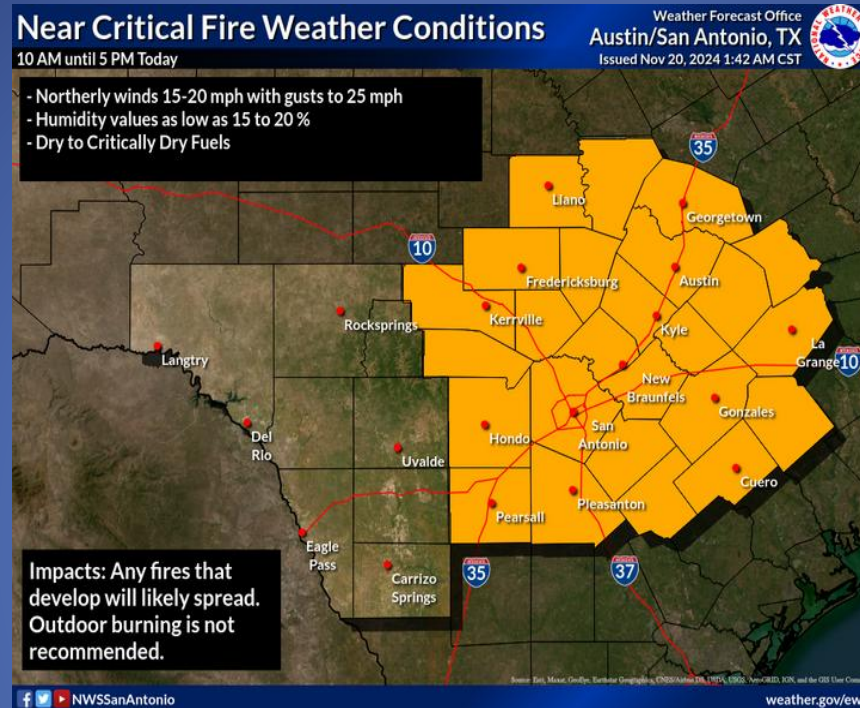 Near Critical Fire Weather Conditions
10 AM until 5 PM Today
Weather Forecast Office
Austin/San Antonio, TX
Issued Nov 20, 2024 1:42 AM CST
- Northerly winds 15-20 mph with gusts to 25 mph
- Humidity values as low as 15 to 20 %
- Dry to Critically Dry Fuels
35
Llano
Georgetown
10
Fredericksburg
Austin
Rocksprings
Kerrville
Kyle
La
Grange
10
Langtry
New
Braunfels
Gonzales
Del
Rio
Hondo
San
Antonio
Uvalde
Cuero
Pearsall
Pleasanton
Eagle
Pass
Carrizo
Springs
35
37
Impacts: Any fires that
develop will likely spread.
Outdoor burning is not
recommended.
NWSSanAntonio
weather.gov/ew